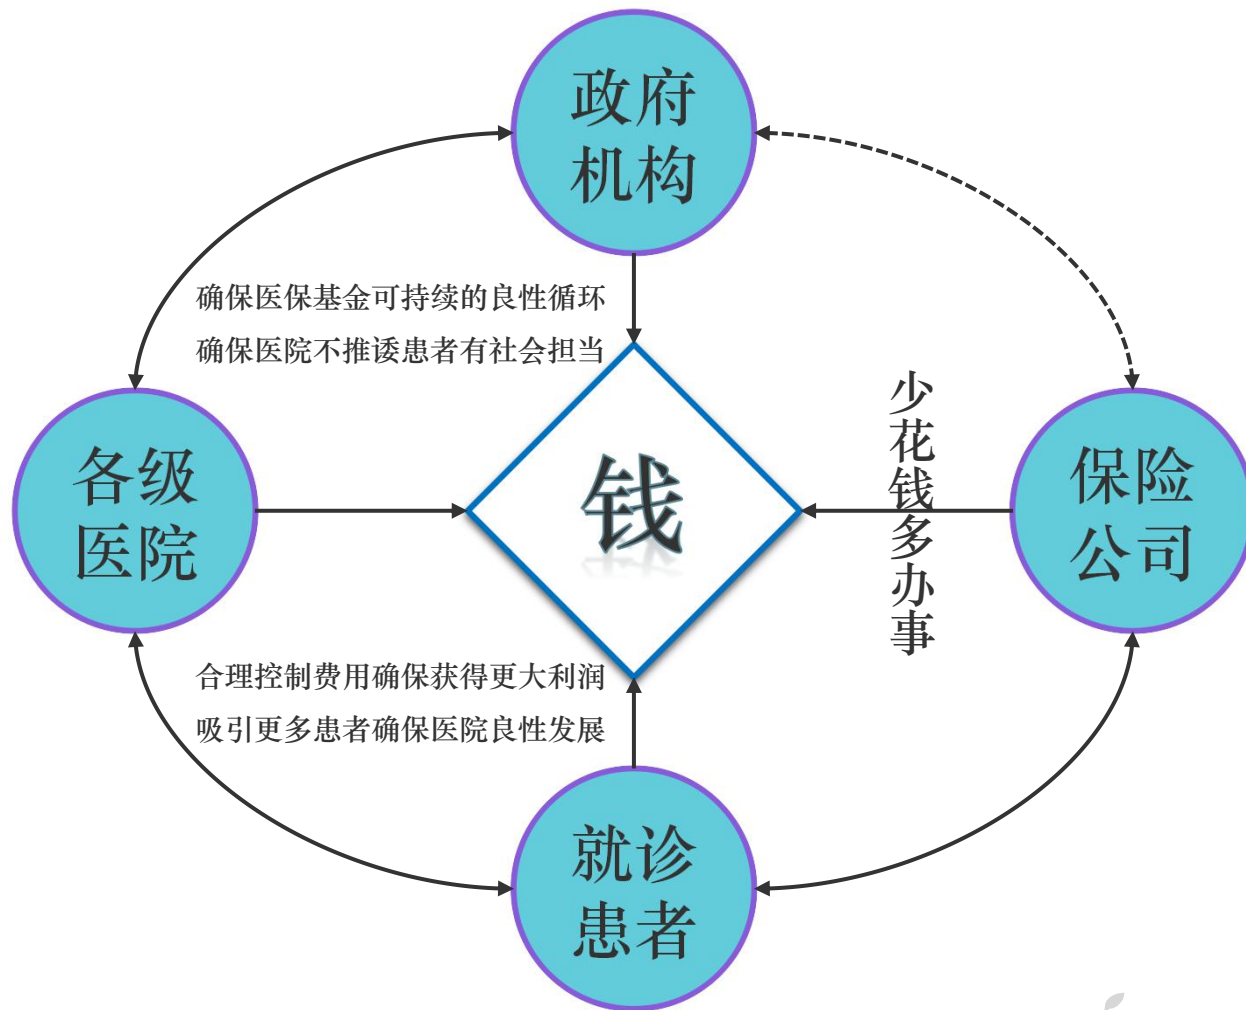 政府
机构
确保医保基金可持续的良性循环
确保医院不推诿患者有社会担当
各级
医院
钱
少花钱多办事
保险
公司
合理控制费用确保获得更大利润
吸引更多患者确保医院良性发展
就诊
患者